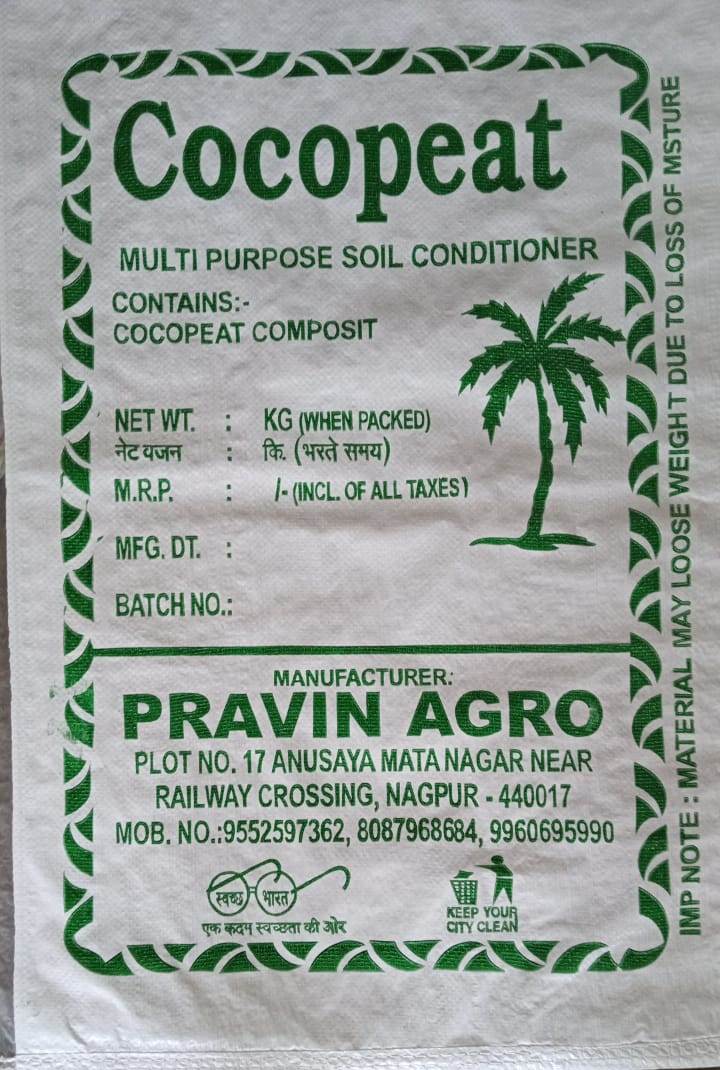 Cocopeat
MULTI PURPOSE SOIL CONDITIONER
CONTAINS:-
COCOPEAT COMPOSIT
NET WT. : KG (WHEN PACKED)
नेट वजन : कि. (भरते समय)
M.R.P. : /- (INCL. OF ALL TAXES)
MFG. DT. :
BATCH NO.:
MANUFACTURER:
PRAVIN AGRO
PLOT NO. 17 ANUSAYA MATA NAGAR NEAR
RAILWAY CROSSING, NAGPUR - 440017
MOB. NO.:9552597362, 8087968684, 9960695990
स्वच्छ भारत
एक कदम स्वच्छता की ओर
KEEP YOUR
CITY CLEAN
IMP NOTE : MATERIAL MAY LOOSE WEIGHT DUE TO LOSS OF MSTURE